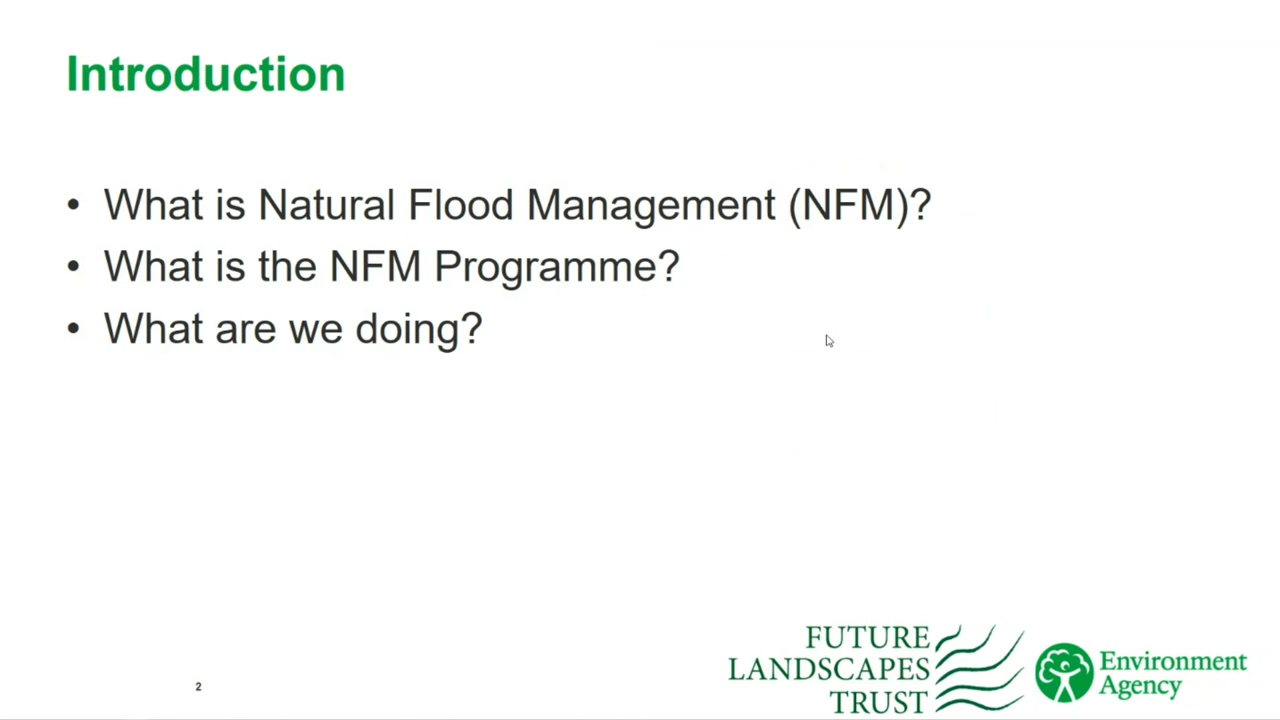 Introduction
• What is Natural Flood Management (NFM)?
• What is the NFM Programme?
• What are we doing?
2
FUTURE
LANDSCAPES
TRUST
Environment
Agency